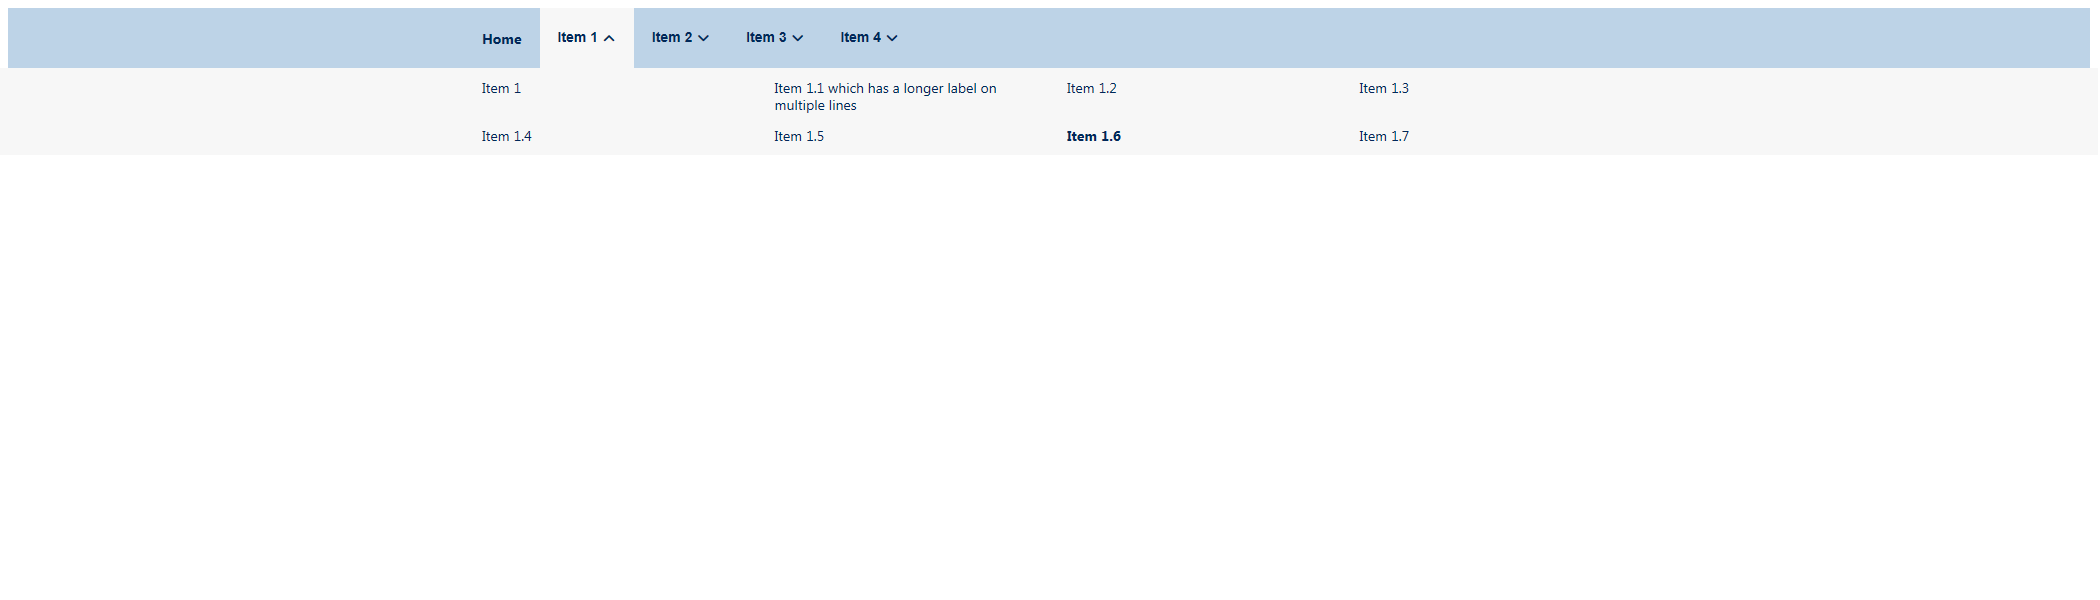 Home Item 1 Item 2 Item 3 Item 4
Item 1 Item 1.1 which has a longer label on Item 1.2 Item 1.3
multiple lines
Item 1.4 Item 1.5 Item 1.6 Item 1.7